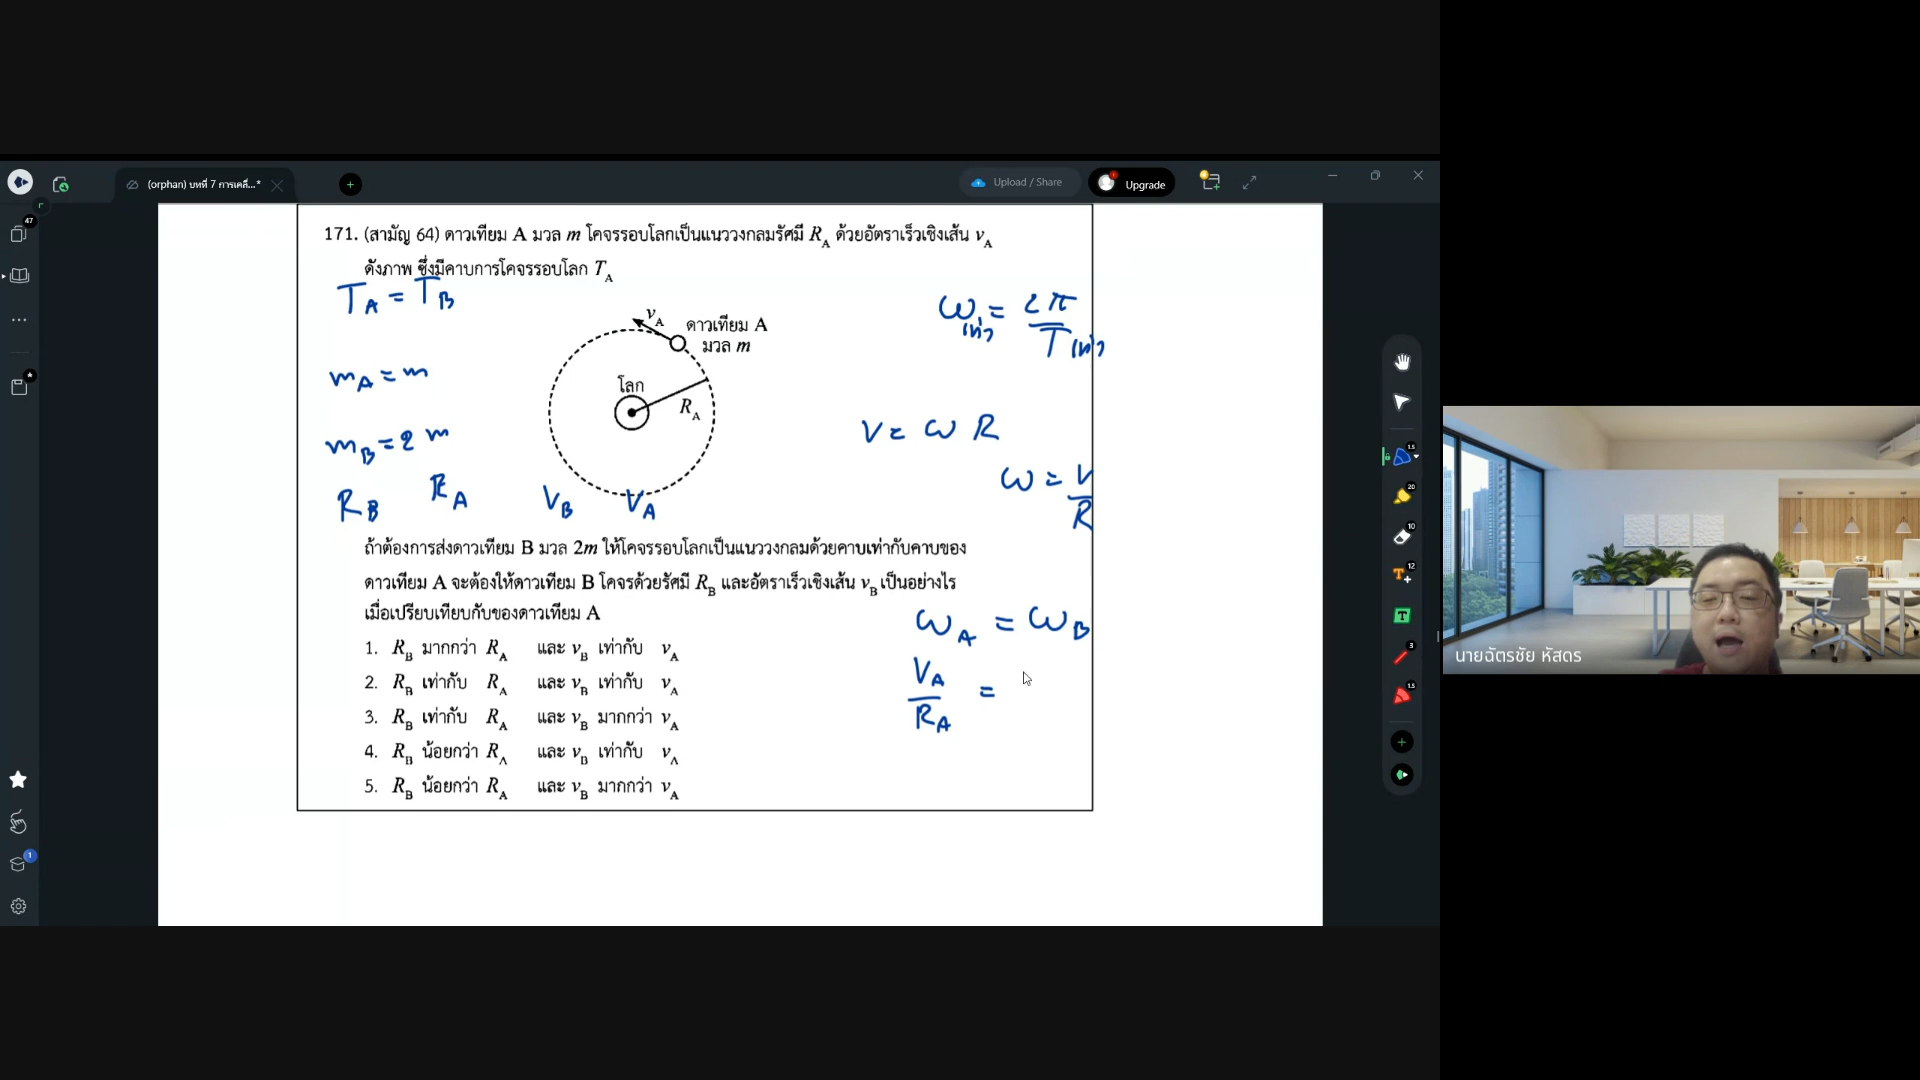 (orphan) บทที่ 7 การเคลื่...*
Upload / Share
Upgrade
47
171. (สามัญ 64) ดาวเทียม A มวล m โคจรรอบโลกเป็นแนววงกลมรัศมี R_A ด้วยอัตราเร็วเชิงเส้น v_A
ดังภาพ ซึ่งมีคาบการโคจรรอบโลก T_A
T_A = T_B
ω = 2π/T
v_A
ดาวเทียม A
มวล m
m_A = m
โลก
R_A
V = ω R
m_B = 2 m
ω = V/R
R_B R_A V_B V_A
ถ้าต้องการส่งดาวเทียม B มวล 2m ให้โคจรรอบโลกเป็นแนววงกลมด้วยคาบเท่ากับคาบของ
ดาวเทียม A จะต้องให้ดาวเทียม B โคจรด้วยรัศมี R_B และอัตราเร็วเชิงเส้น v_B เป็นอย่างไร
เมื่อเปรียบเทียบกับของดาวเทียม A
ω_A = ω_B
1. R_B มากกว่า R_A และ v_B เท่ากับ v_A
2. R_B เท่ากับ R_A และ v_B เท่ากับ v_A
3. R_B เท่ากับ R_A และ v_B มากกว่า v_A
4. R_B น้อยกว่า R_A และ v_B เท่ากับ v_A
5. R_B น้อยกว่า R_A และ v_B มากกว่า v_A
V_A/R_A =
1.5
20
10
12
3
1.5
1
นายฉัตรชัย หัสดร